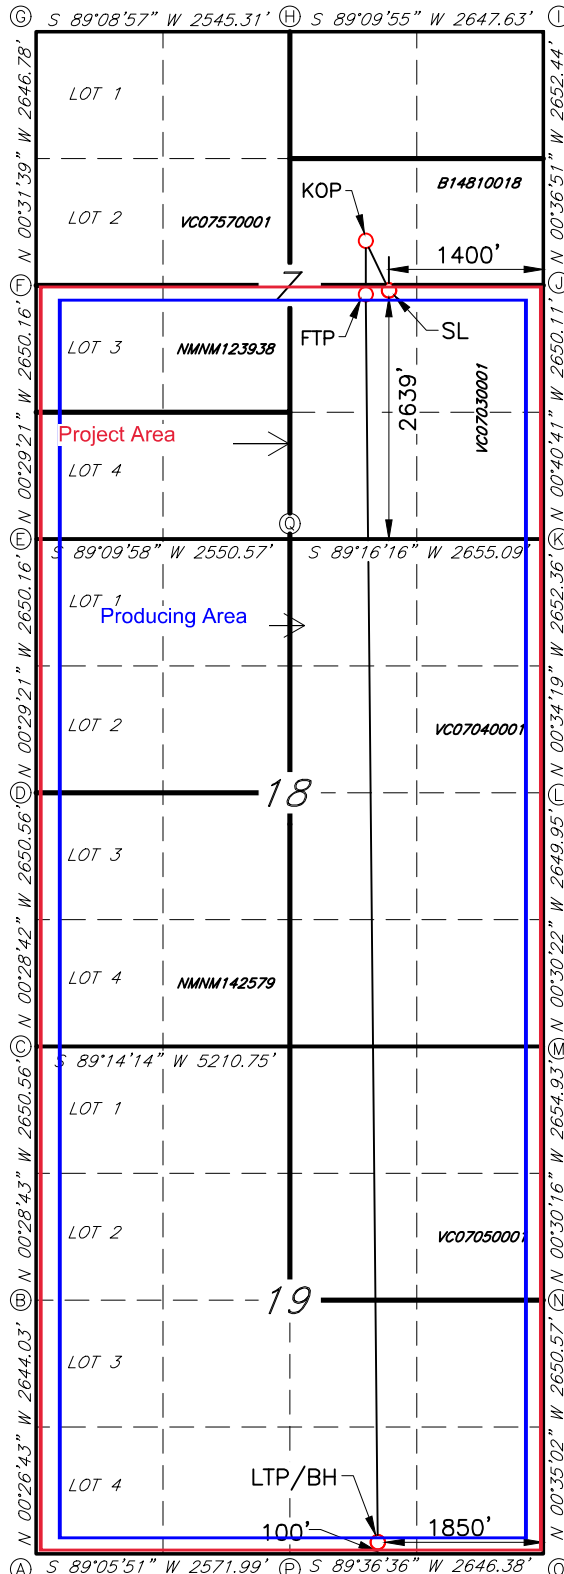 G S 89°08'57" W 2545.31' H S 89°09'55" W 2647.63' I
N 00°31'39" W 2646.78'
N 00°36'51" W 2652.44'
LOT 1
B14810018
KOP
LOT 2 VC07570001
1400'
F 7 J
FTP SL
LOT 3 NMNM123938
2639'
VC07030001
N 00°29'21" W 2650.16'
N 00°40'41" W 2650.11'
Project Area
LOT 4
Q
E S 89°09'58" W 2550.57' S 89°16'16" W 2655.09' K
LOT 1
Producing Area
N 00°29'21" W 2650.16'
N 00°34'19" W 2652.36'
LOT 2 VC07040001
D 18 L
LOT 3
N 00°28'42" W 2650.56'
N 00°30'22" W 2649.95'
LOT 4 NMNM142579
C M
S 89°14'14" W 5210.75'
LOT 1
N 00°28'43" W 2650.56'
N 00°30'16" W 2654.93'
LOT 2 VC07050001
B 19 N
LOT 3
N 00°26'43" W 2644.03'
N 00°35'02" W 2650.57'
LOT 4
LTP/BH
100' 1850'
A S 89°05'51" W 2571.99' P S 89°36'36" W 2646.38' O